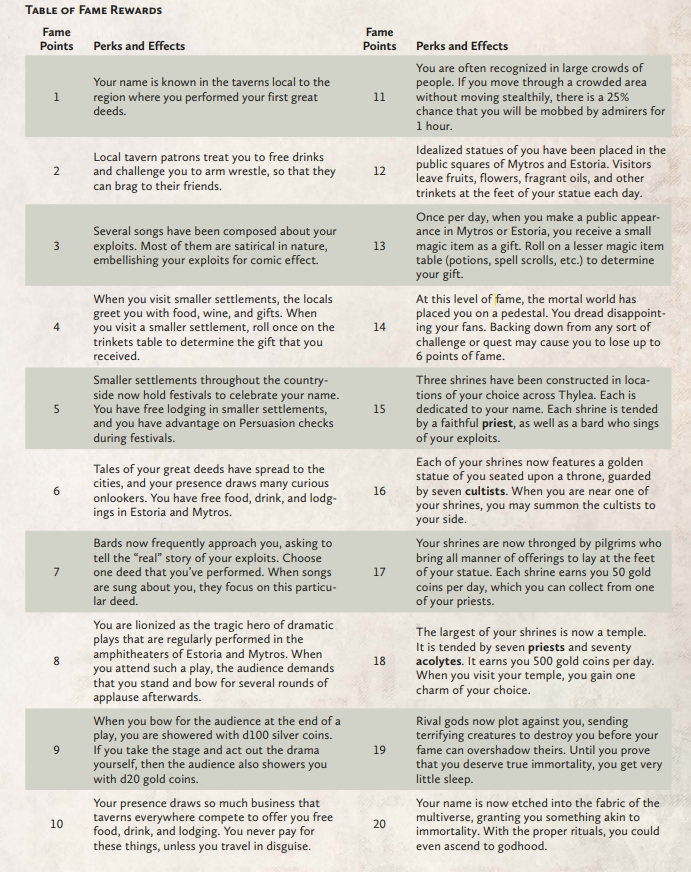 Table of Fame Rewards
Fame
Points
Perks and Effects
1
Your name is known in the taverns local to the
region where you performed your first great
deeds.
2
Local tavern patrons treat you to free drinks
and challenge you to arm wrestle, so that they
can brag to their friends.
3
Several songs have been composed about your
exploits. Most of them are satirical in nature,
embellishing your exploits for comic effect.
4
When you visit smaller settlements, the locals
greet you with food, wine, and gifts. When
you visit a smaller settlement, roll once on the
trinkets table to determine the gift that you
received.
5
Smaller settlements throughout the country-
side now hold festivals to celebrate your name.
You have free lodging in smaller settlements,
and you have advantage on Persuasion checks
during festivals.
6
Tales of your great deeds have spread to the
cities, and your presence draws many curious
onlookers. You have free food, drink, and lodg-
ings in Estoria and Mytros.
7
Bards now frequently approach you, asking to
tell the “real” story of your exploits. Choose
one deed that you’ve performed. When songs
are sung about you, they focus on this particu-
lar deed.
8
You are lionized as the tragic hero of dramatic
plays that are regularly performed in the
amphitheaters of Estoria and Mytros. When
you attend such a play, the audience demands
that you stand and bow for several rounds of
applause afterwards.
9
When you bow for the audience at the end of a
play, you are showered with d100 silver coins.
If you take the stage and act out the drama
yourself, then the audience also showers you
with d20 gold coins.
10
Your presence draws so much business that
taverns everywhere compete to offer you free
food, drink, and lodging. You never pay for
these things, unless you travel in disguise.
Fame
Points
Perks and Effects
11
You are often recognized in large crowds of
people. If you move through a crowded area
without moving stealthily, there is a 25%
chance that you will be mobbed by admirers for
1 hour.
12
Idealized statues of you have been placed in the
public squares of Mytros and Estoria. Visitors
leave fruits, flowers, fragrant oils, and other
trinkets at the feet of your statue each day.
13
Once per day, when you make a public appear-
ance in Mytros or Estoria, you receive a small
magic item as a gift. Roll on a lesser magic item
table (potions, spell scrolls, etc.) to determine
your gift.
14
At this level of fame, the mortal world has
placed you on a pedestal. You dread disappoint-
ing your fans. Backing down from any sort of
challenge or quest may cause you to lose up to
6 points of fame.
15
Three shrines have been constructed in loca-
tions of your choice across Thylea. Each is
dedicated to your name. Each shrine is tended
by a faithful priest, as well as a bard who sings
of your exploits.
16
Each of your shrines now features a golden
statue of you seated upon a throne, guarded
by seven cultists. When you are near one of
your shrines, you may summon the cultists to
your side.
17
Your shrines are now thronged by pilgrims who
bring all manner of offerings to lay at the feet
of your statue. Each shrine earns you 50 gold
coins per day, which you can collect from one
of your priests.
18
The largest of your shrines is now a temple.
It is tended by seven priests and seventy
acolytes. It earns you 500 gold coins per day.
When you visit your temple, you gain one
charm of your choice.
19
Rival gods now plot against you, sending
terrifying creatures to destroy you before your
fame can overshadow theirs. Until you prove
that you deserve true immortality, you get very
little sleep.
20
Your name is now etched into the fabric of the
multiverse, granting you something akin to
immortality. With the proper rituals, you could
even ascend to godhood.